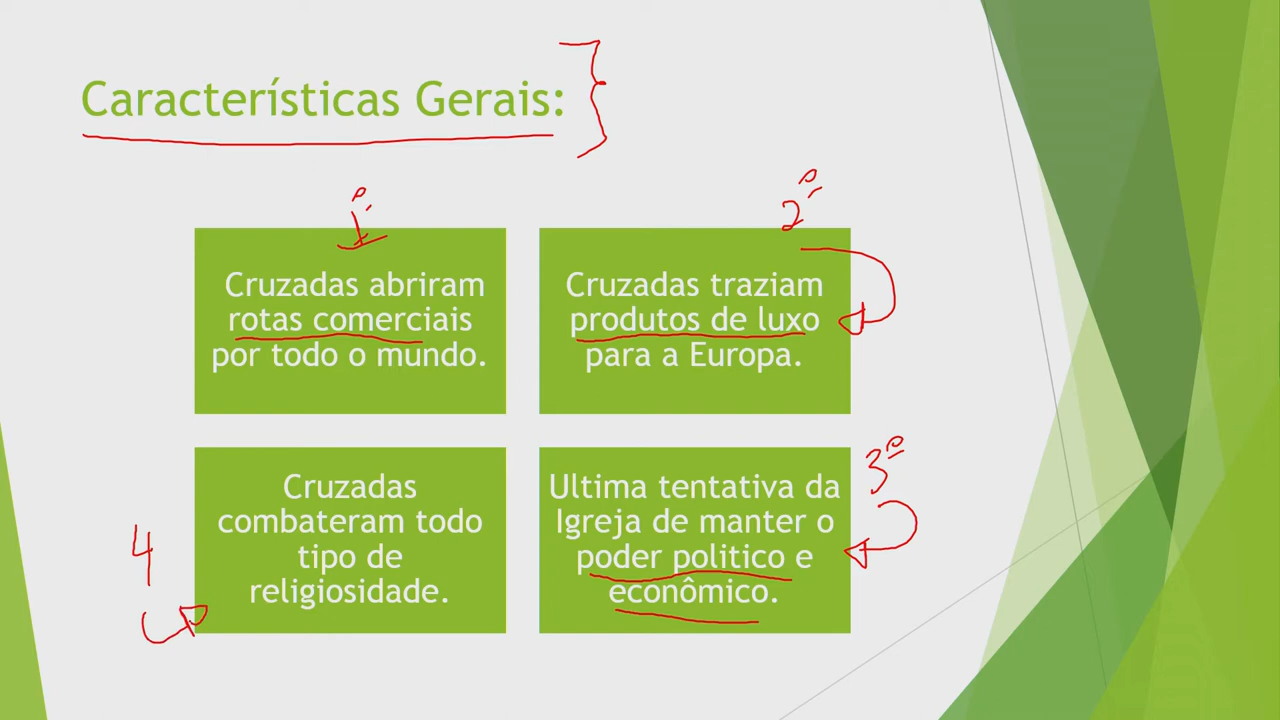 Características Gerais:
1º
Cruzadas abriram
rotas comerciais
por todo o mundo.
2º
Cruzadas traziam
produtos de luxo
para a Europa.
4
Cruzadas
combateram todo
tipo de
religiosidade.
3º
Ultima tentativa da
Igreja de manter o
poder politico e
econômico.